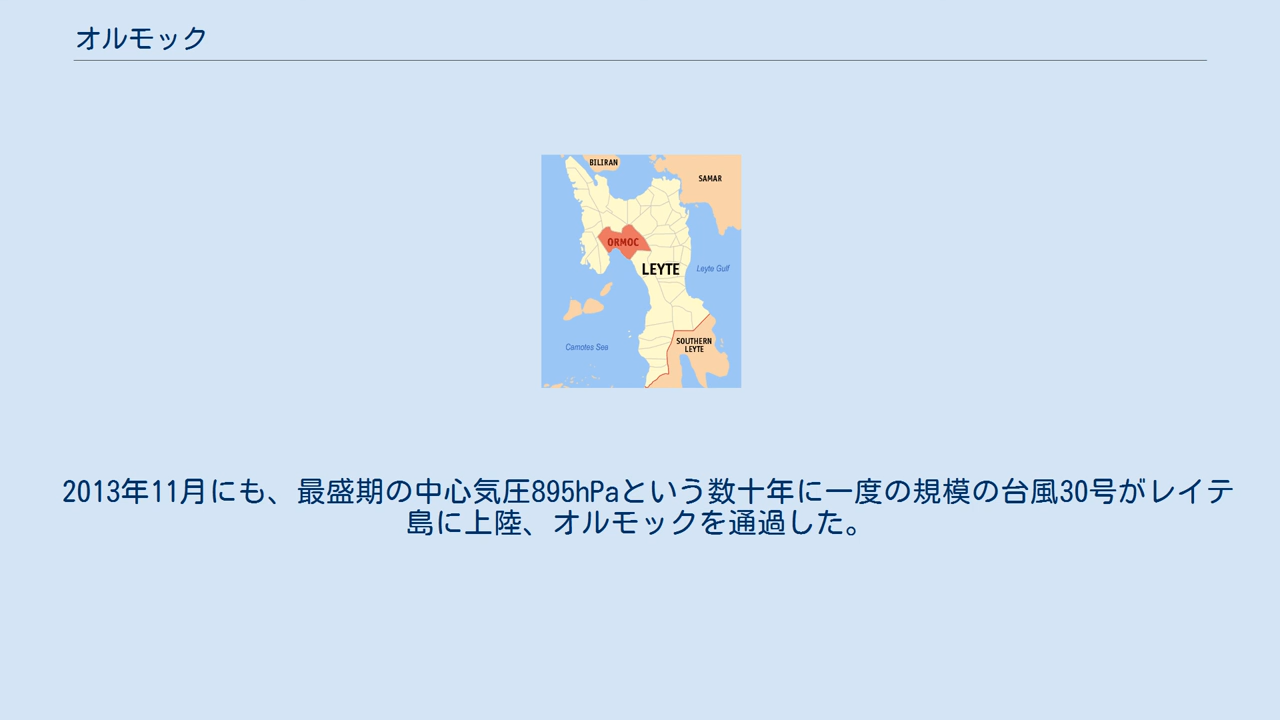 オルモック
BILIRAN
SAMAR
ORMOC
LEYTE
Leyte Gulf
SOUTHERN
LEYTE
Camotes Sea
2013年11月にも、最盛期の中心気圧895hPaという数十年に一度の規模の台風30号がレイテ
島に上陸、オルモックを通過した。